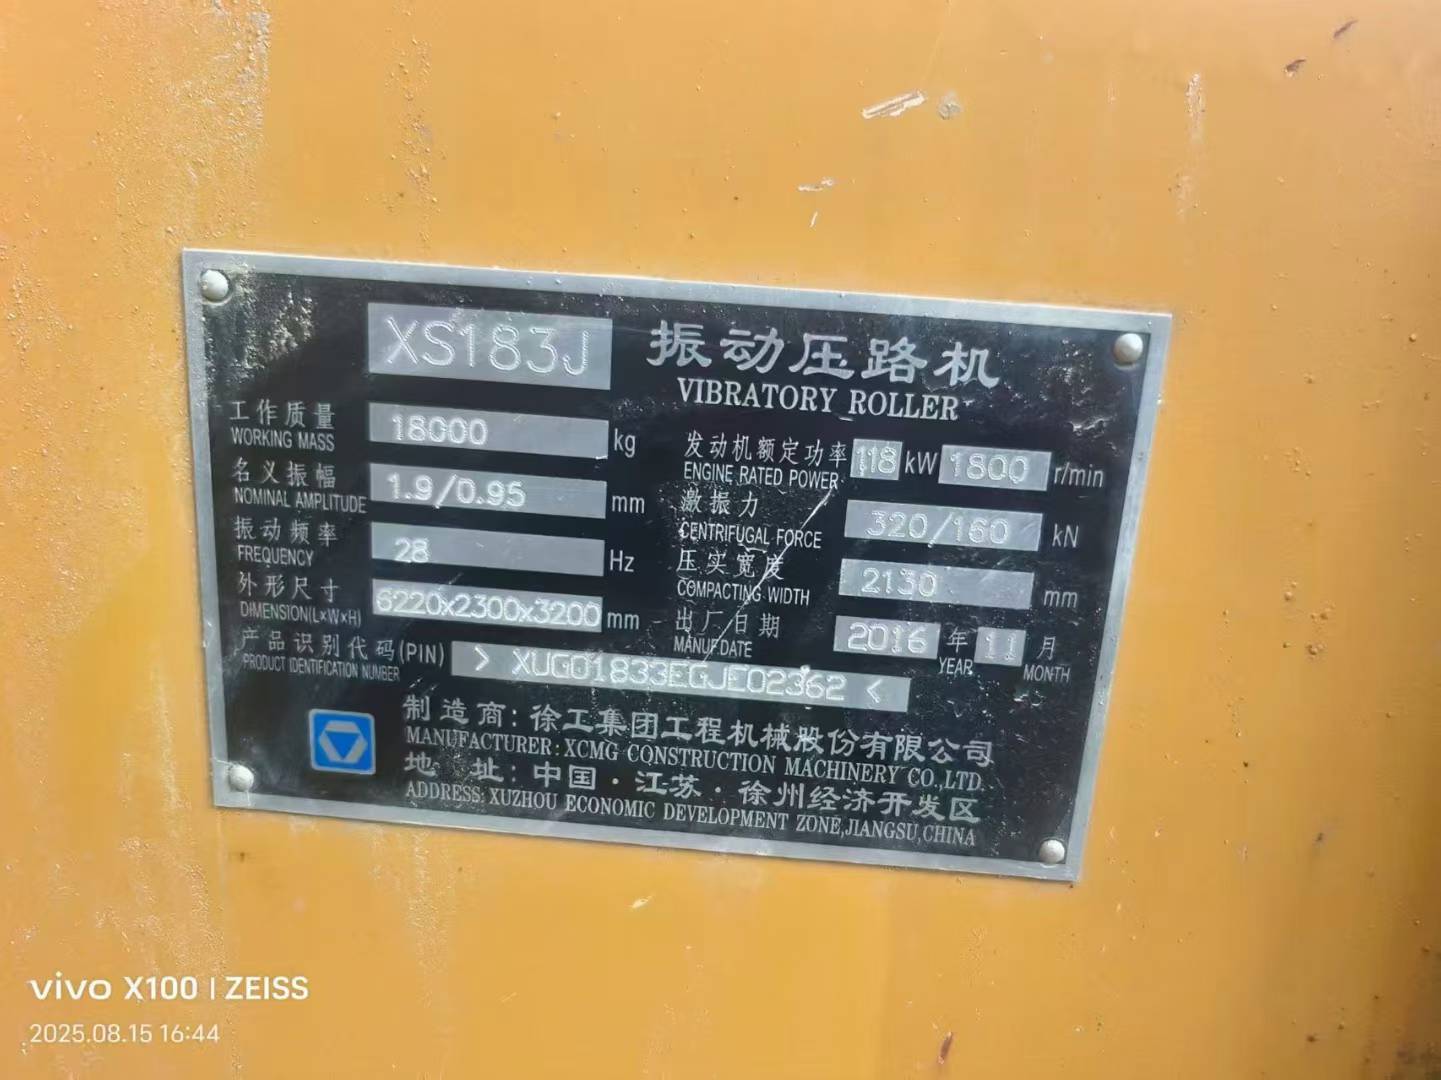 XS183J 振动压路机
VIBRATORY ROLLER
工作质量 18000 kg
WORKING MASS
发动机额定功率 118 kW 1800 r/min
ENGINE RATED POWER
名义振幅 1.9/0.95 mm
NOMINAL AMPLITUDE
激振力 320/160 kN
CENTRIFUGAL FORCE
振动频率 28 Hz
FREQUENCY
压实宽度 2130 mm
COMPACTING WIDTH
外形尺寸 6220x2300x3200 mm
DIMENSION(L×W×H)
出厂日期 2016 年 11 月
MANUF.DATE YEAR MONTH
产品识别代码(PIN) > XUG01833EGJE02362 <
PRODUCT IDENTIFICATION NUMBER
制造商:徐工集团工程机械股份有限公司
MANUFACTURER:XCMG CONSTRUCTION MACHINERY CO.,LTD.
地 址:中国·江苏·徐州经济开发区
ADDRESS:XUZHOU ECONOMIC DEVELOPMENT ZONE,JIANGSU,CHINA
vivo X100 | ZEISS
2025.08.15 16:44